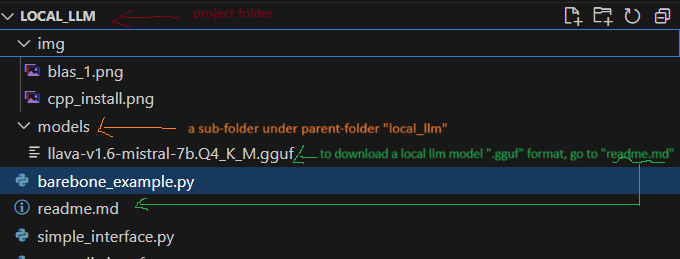 LOCAL_LLM project folder
img
blas_1.png
cpp_install.png
models a sub-folder under parent-folder "local_llm"
llava-v1.6-mistral-7b.Q4_K_M.gguf to download a local llm model ".gguf" format, go to "readme.md"
barebone_example.py
readme.md
simple_interface.py